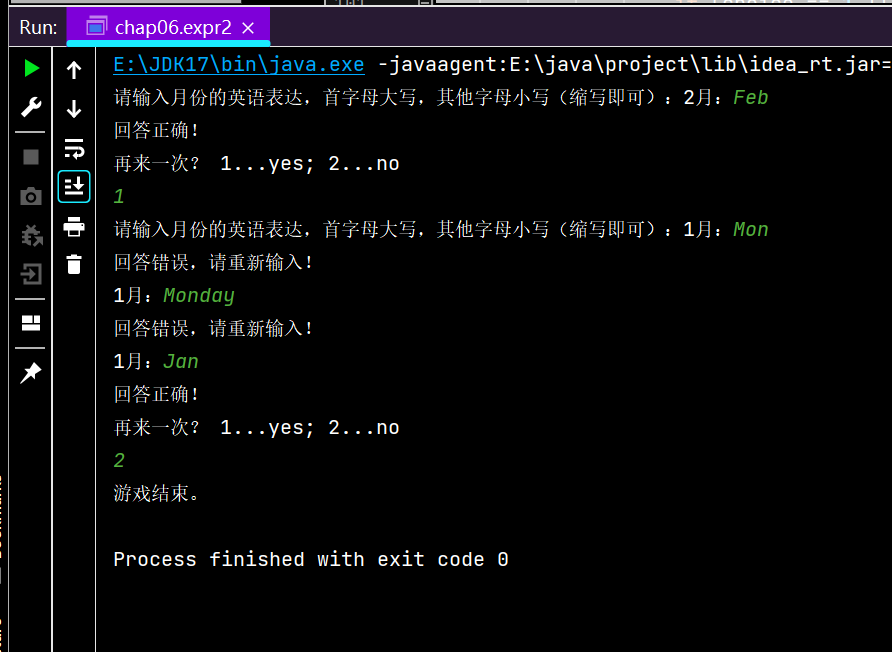 Run: chap06.expr2 ×
E:\JDK17\bin\java.exe -javaagent:E:\java\project\lib\idea_rt.jar=
请输入月份的英语表达，首字母大写，其他字母小写（缩写即可）：2月：Feb
回答正确！
再来一次？ 1...yes; 2...no
1
请输入月份的英语表达，首字母大写，其他字母小写（缩写即可）：1月：Mon
回答错误，请重新输入！
1月：Monday
回答错误，请重新输入！
1月：Jan
回答正确！
再来一次？ 1...yes; 2...no
2
游戏结束。
Process finished with exit code 0